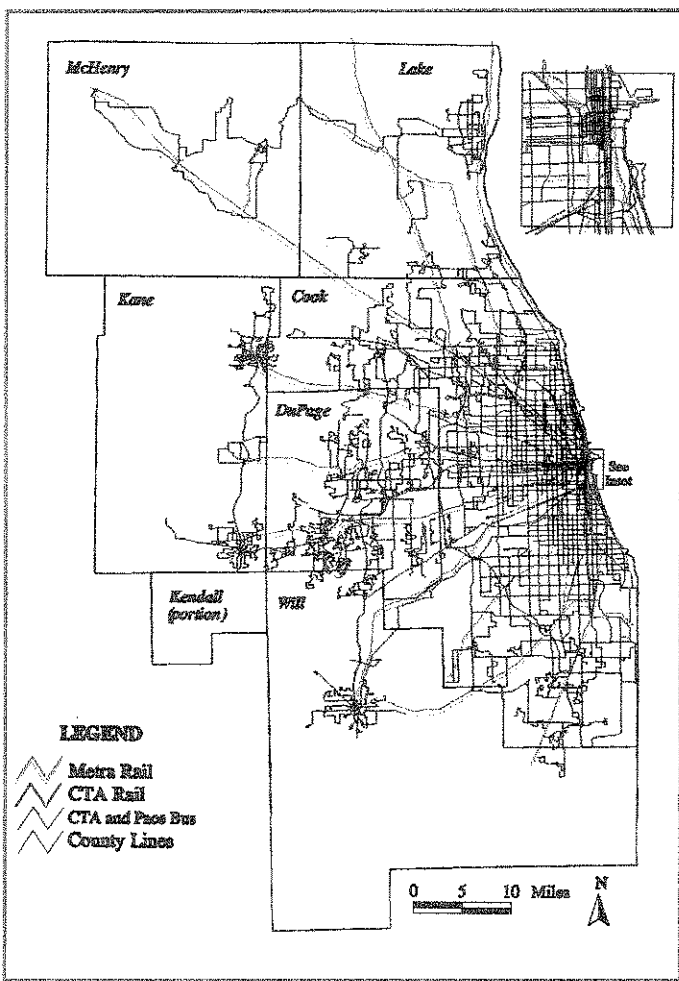 McHenry
Lake
Kane
Cook
DuPage
See
Inset
Kendall
(portion)
Will
LEGEND
Metra Rail
CTA Rail
CTA and Pace Bus
County Lines
0 5 10 Miles
N